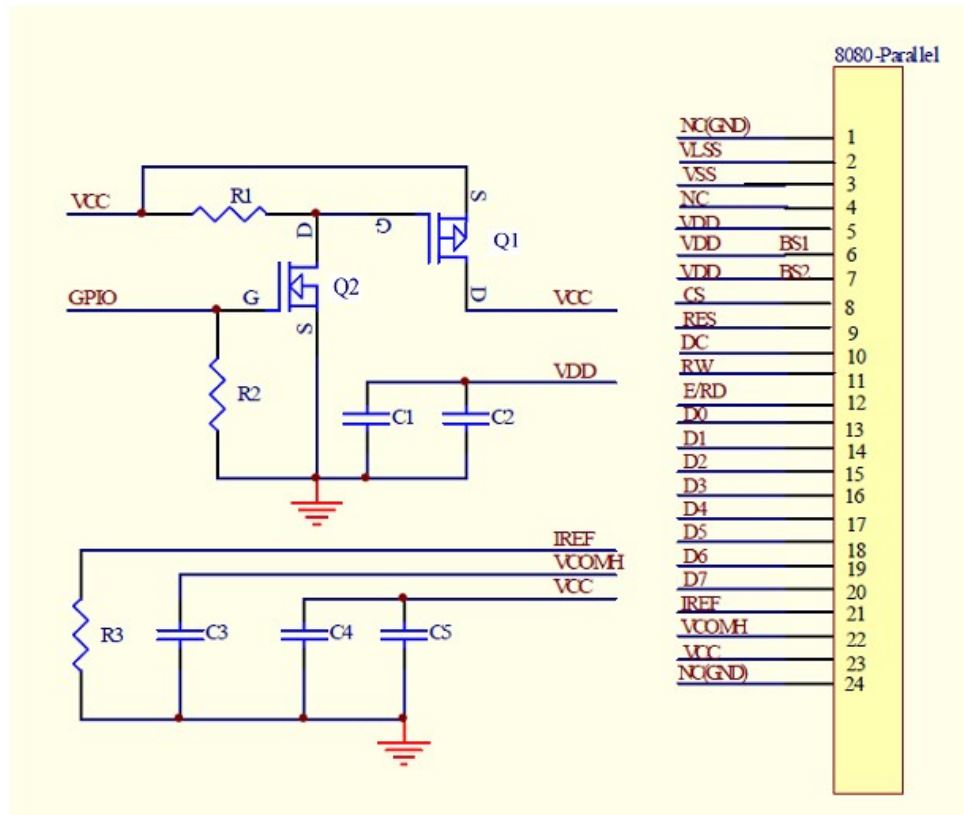 8080-Parallel
VCC
R1
D
G
S
Q1
D
VCC
GPIO
G
Q2
S
R2
VDD
C1
C2
IREF
VCOMH
VCC
R3
C3
C4
C5
NC(GND) 1
VLSS 2
VSS 3
NC 4
VDD 5
VDD BS1 6
VDD BS2 7
CS 8
RES 9
DC 10
RW 11
E/RD 12
D0 13
D1 14
D2 15
D3 16
D4 17
D5 18
D6 19
D7 20
IREF 21
VCOMH 22
VCC 23
NC(GND) 24